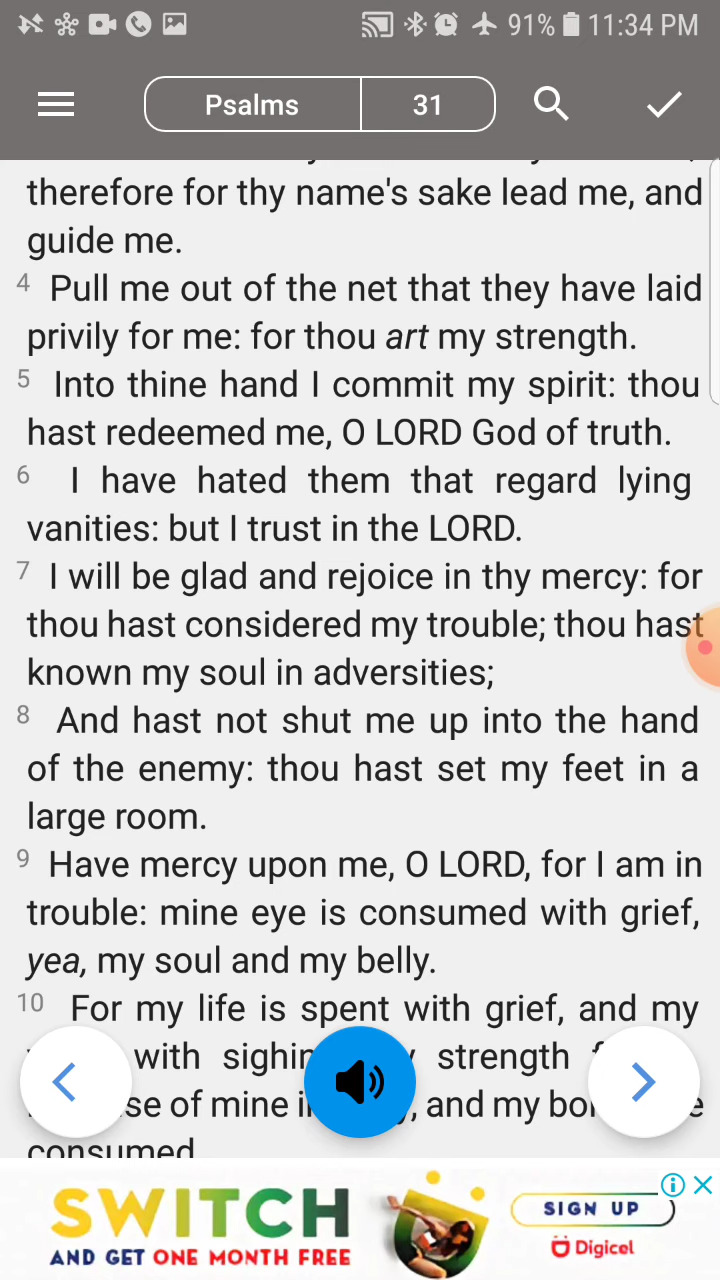 91% 11:34 PM
Psalms 31
therefore for thy name's sake lead me, and
guide me.
4 Pull me out of the net that they have laid
privily for me: for thou art my strength.
5 Into thine hand I commit my spirit: thou
hast redeemed me, O LORD God of truth.
6 I have hated them that regard lying
vanities: but I trust in the LORD.
7 I will be glad and rejoice in thy mercy: for
thou hast considered my trouble; thou hast
known my soul in adversities;
8 And hast not shut me up into the hand
of the enemy: thou hast set my feet in a
large room.
9 Have mercy upon me, O LORD, for I am in
trouble: mine eye is consumed with grief,
yea, my soul and my belly.
10 For my life is spent with grief, and my
with strength
of mine and my
consumed
SWITCH
AND GET ONE MONTH FREE
SIGN UP
Digicel